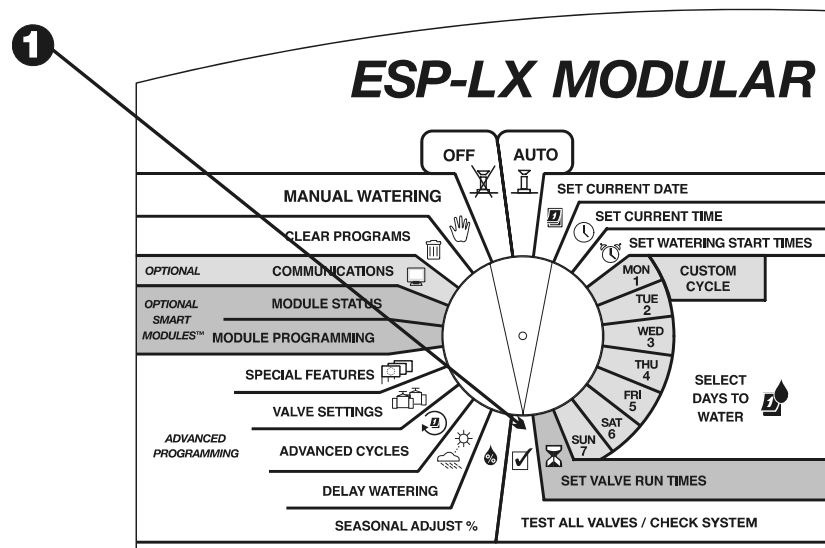 1
ESP-LX MODULAR
OFF
AUTO
MANUAL WATERING
SET CURRENT DATE
CLEAR PROGRAMS
SET CURRENT TIME
SET WATERING START TIMES
OPTIONAL
COMMUNICATIONS
MON
1
CUSTOM
CYCLE
OPTIONAL
SMART
MODULES™
MODULE STATUS
MODULE PROGRAMMING
TUE
2
WED
3
THU
4
FRI
5
SAT
6
SUN
7
SELECT
DAYS TO
WATER
1
SPECIAL FEATURES
VALVE SETTINGS
ADVANCED
PROGRAMMING
ADVANCED CYCLES
DELAY WATERING
SEASONAL ADJUST %
%
SET VALVE RUN TIMES
TEST ALL VALVES / CHECK SYSTEM